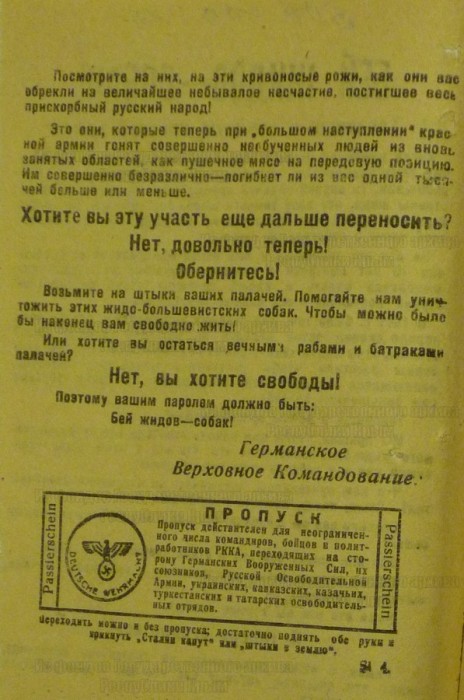 Посмотрите на них, на эти кривоносые рожи, как они вас
обрекли на величайшее небывалое несчастие, постигшее весь
прискорбный русский народ!
Это они, которые теперь при „большом наступлении" крас
ной армии гонят совершенно необученных людей из вновь
занятых областей, как пушечное мясо на передовую позицию.
Им совершенно безразлично—погибнет ли из вас одной тыся-
чей больше или меньше.
Хотите вы эту участь еще дальше переносить?
Нет, довольно теперь!
Обернитесь!
Возьмите на штыки ваших палачей. Помогайте нам уни-
тожить этих жидо-большевистских собак. Чтобы можно было
бы наконец вам свободно жить!
Или хотите вы остаться вечными рабами и батраками
палачей?
Нет, вы хотите свободы!
Поэтому вашим паролем должно быть:
Бей жидов—собак!
Германское
Верховное Командование.
Passierschein
DEUTSCHE WEHRMACHT
ПРОПУСК
Пропуск действителен для неограничен-
ного числа командиров, бойцов и полит-
работников РККА, переходящих на сто-
рону Германских Вооруженных Сил, их
союзников, Русской Освободительной
Армии, украинских, кавказских, казачьих,
туркестанских и татарских освободитель-
ных отрядов.
Passierschein
Переходить можно и без пропуска: достаточно поднять обе руки и
крикнуть „Сталин капут" или „штыки в землю".
1.